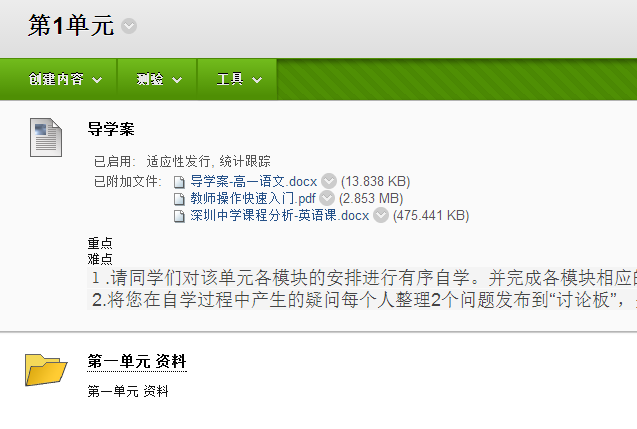 第1单元
创建内容 测验 工具
导学案
已启用: 适应性发行, 统计跟踪
已附加文件: 导学案-高一语文.docx (13.838 KB)
教师操作快速入门.pdf (2.853 MB)
深圳中学课程分析-英语课.docx (475.441 KB)
重点
难点
1.请同学们对该单元各模块的安排进行有序自学。并完成各模块相应
2.将您在自学过程中产生的疑问每个人整理2个问题发布到“讨论板”，
第一单元 资料
第一单元 资料